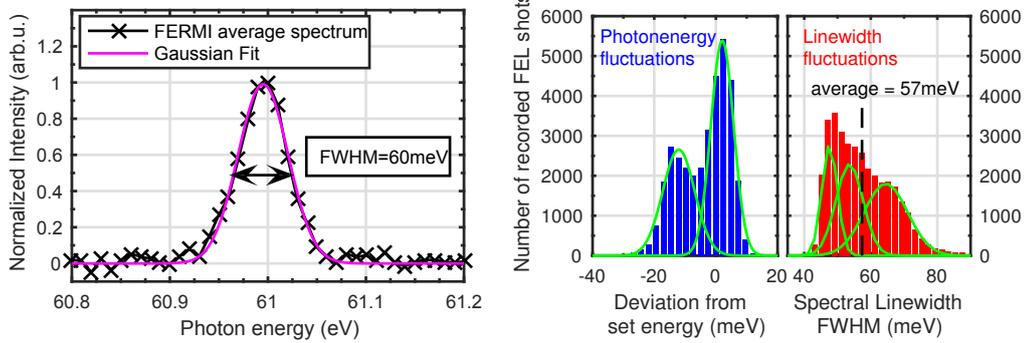 Normalized Intensity (arb.u.)
1.2
1
0.8
0.6
0.4
0.2
0
FERMI average spectrum
Gaussian Fit
FWHM=60meV
60.8 60.9 61 61.1 61.2
Photon energy (eV)
Number of recorded FEL shots
6000
5000
4000
3000
2000
1000
0
Photonenergy
fluctuations
-40 -20 0 20
Deviation from
set energy (meV)
Linewidth
fluctuations
average = 57meV
40 60 80
Spectral Linewidth
FWHM (meV)
6000
5000
4000
3000
2000
1000
0